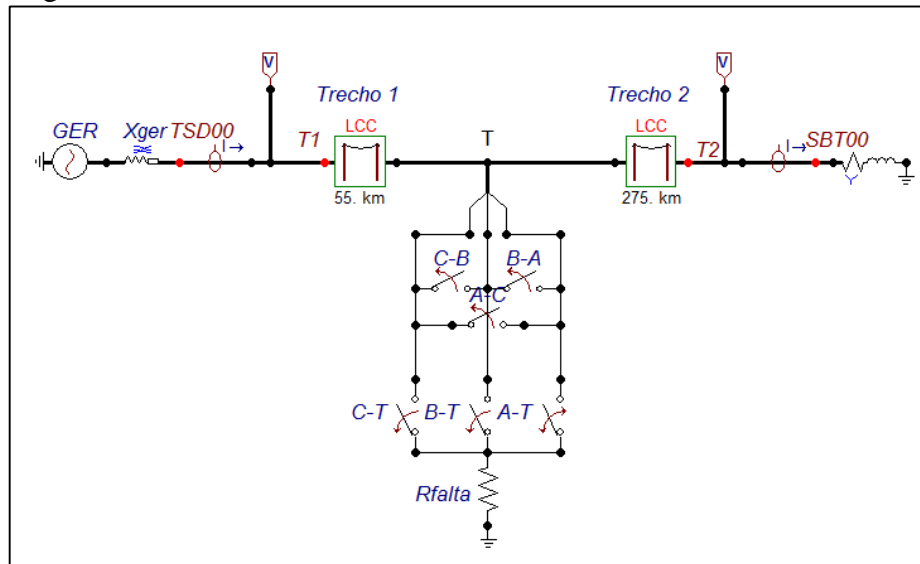 V
V
Trecho 1
Trecho 2
GER
Xger
TSD00
I
T1
LCC
T
LCC
T2
I
SBT00
55. km
275. km
Y
C-B
B-A
A-C
C-T
B-T
A-T
Rfalta